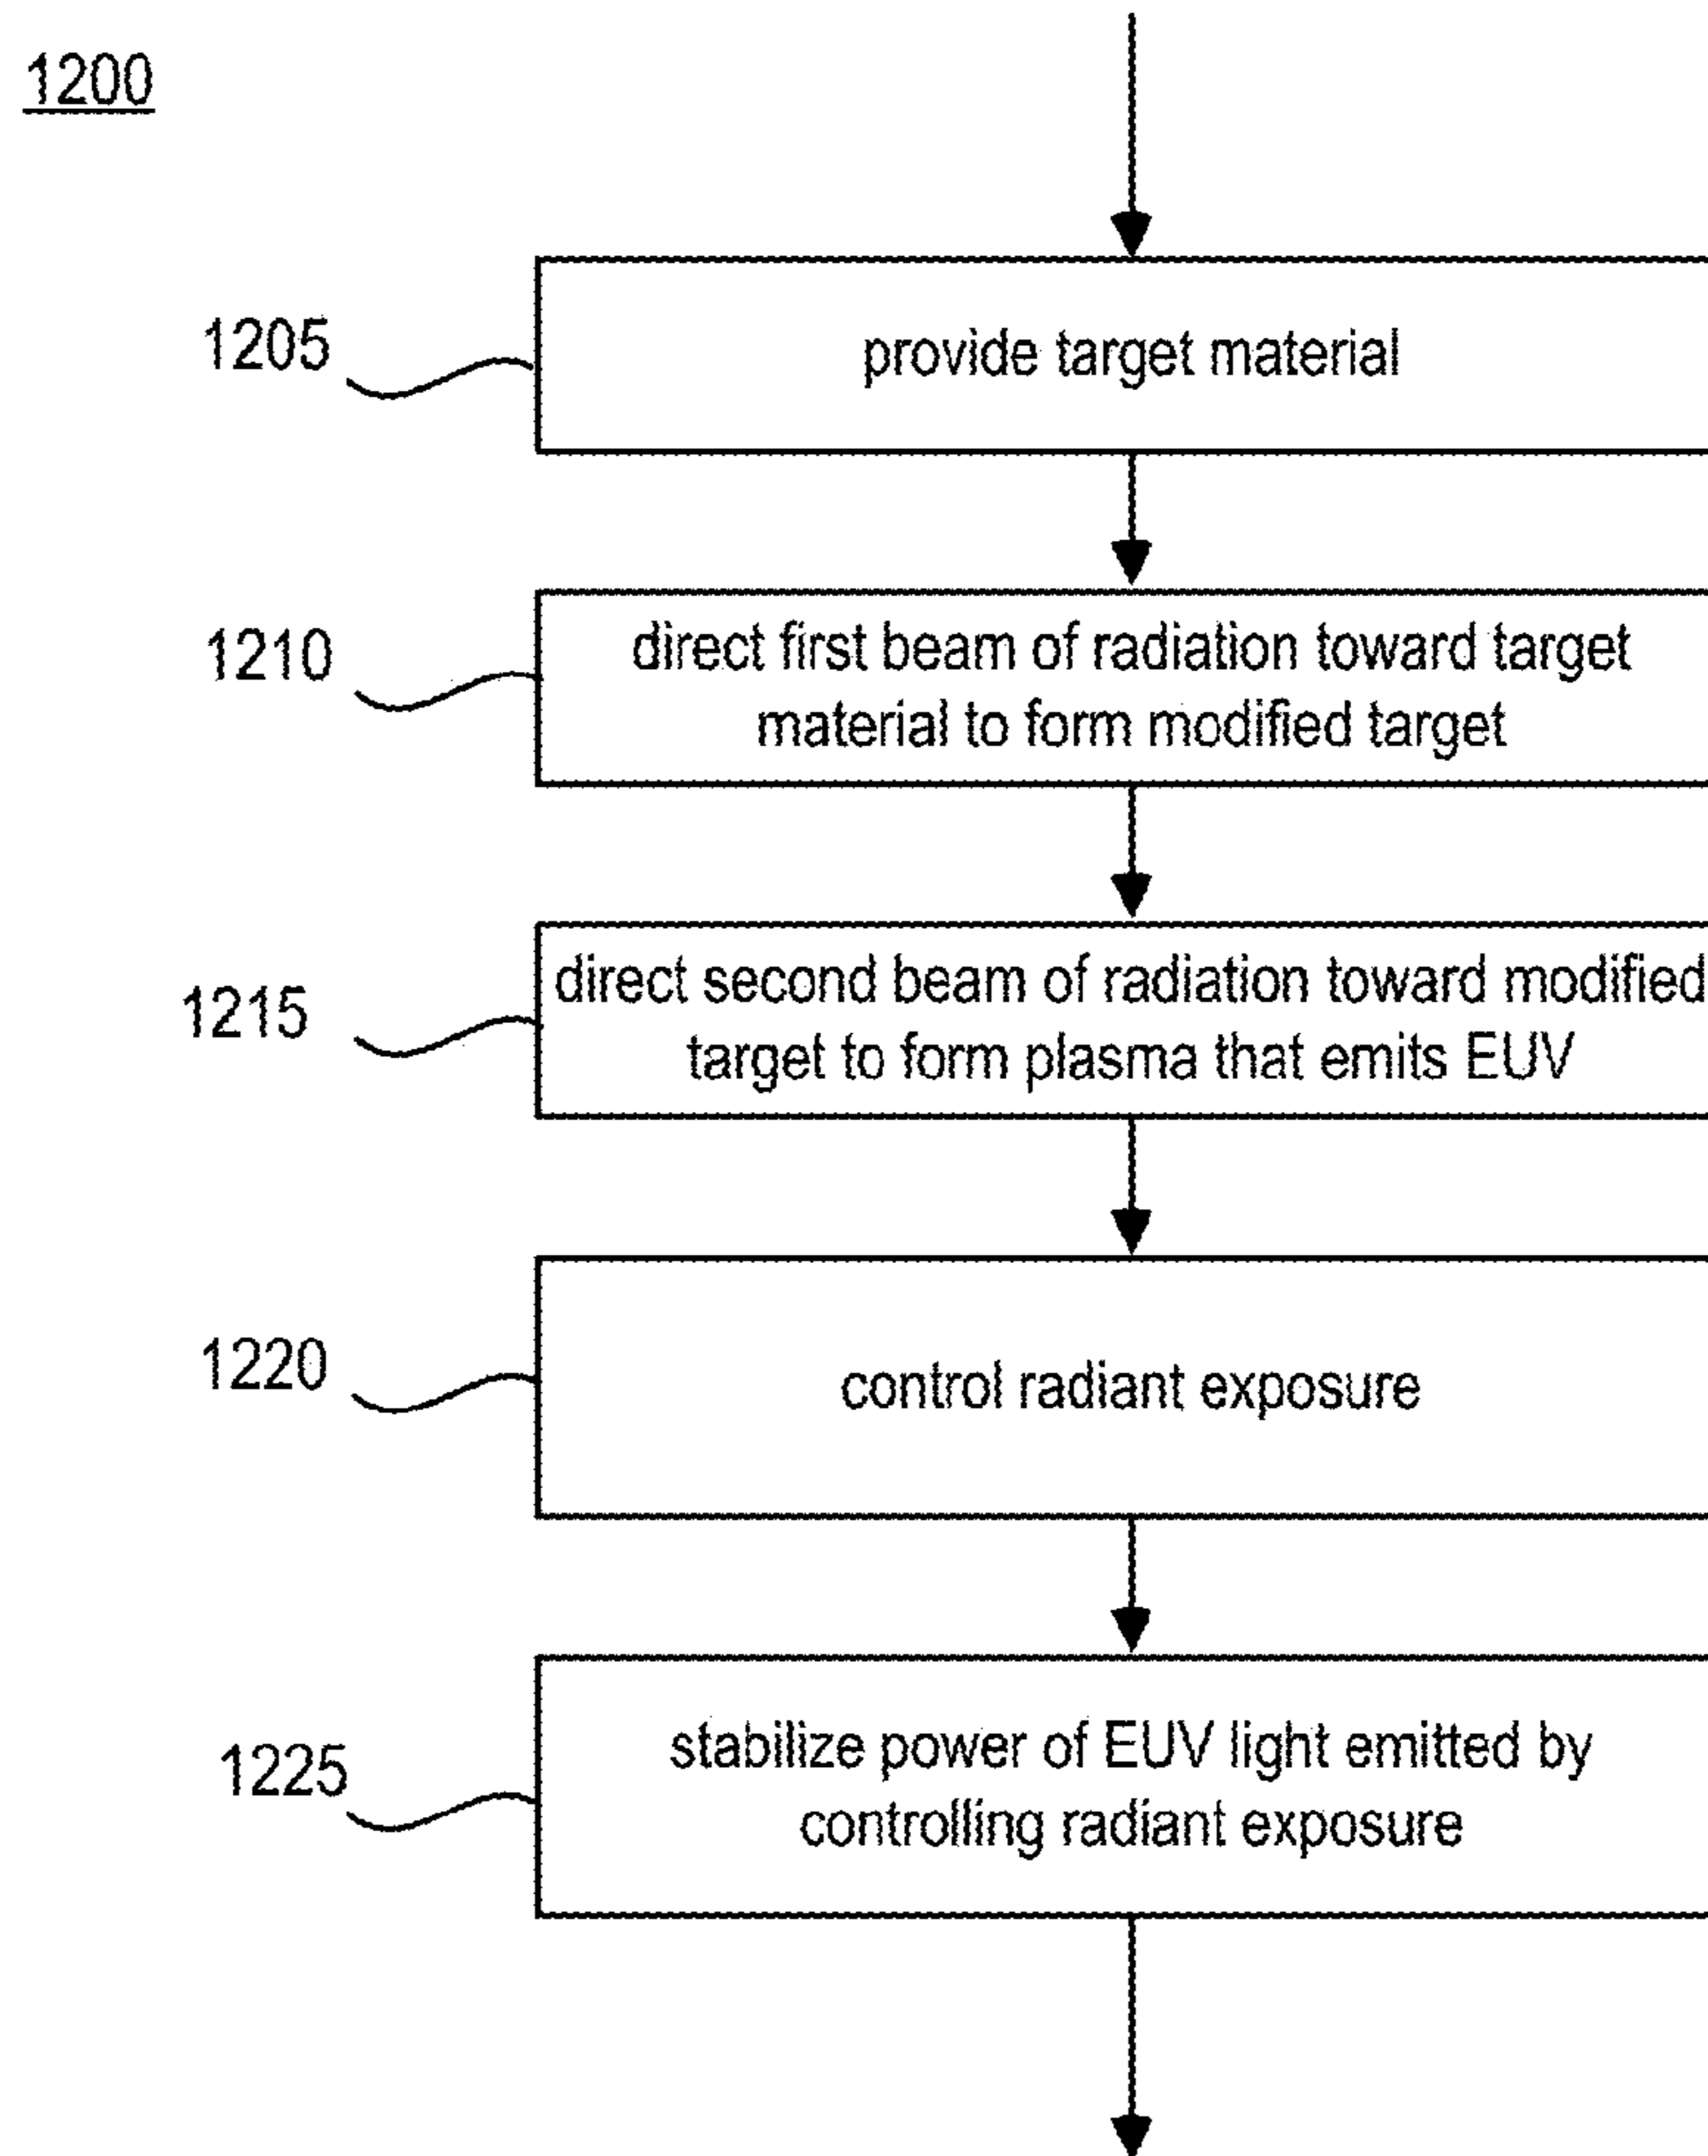 1200
1205
provide target material
1210
direct first beam of radiation toward target
material to form modified target
1215
direct second beam of radiation toward modified
target to form plasma that emits EUV
1220
control radiant exposure
1225
stabilize power of EUV light emitted by
controlling radiant exposure